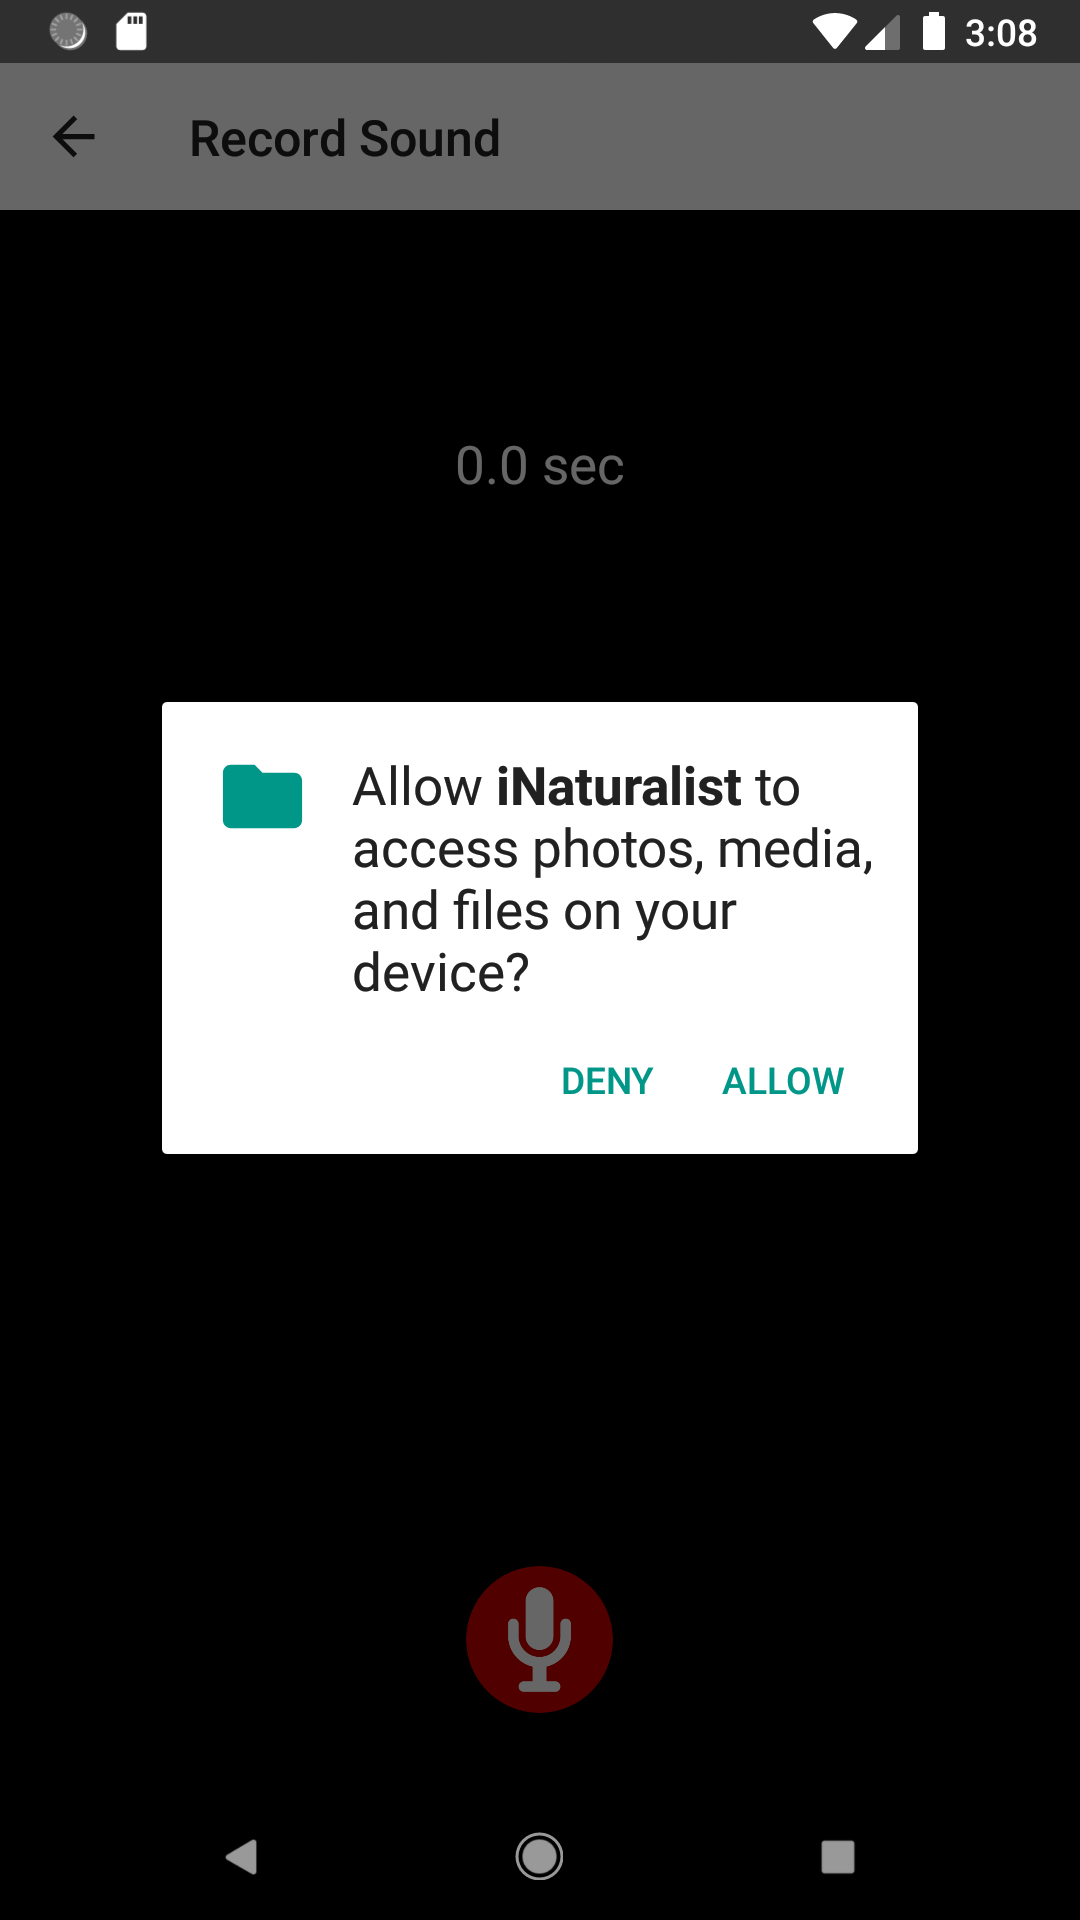 3:08
Record Sound
0.0 sec
Allow iNaturalist to
access photos, media,
and files on your
device?
DENY ALLOW